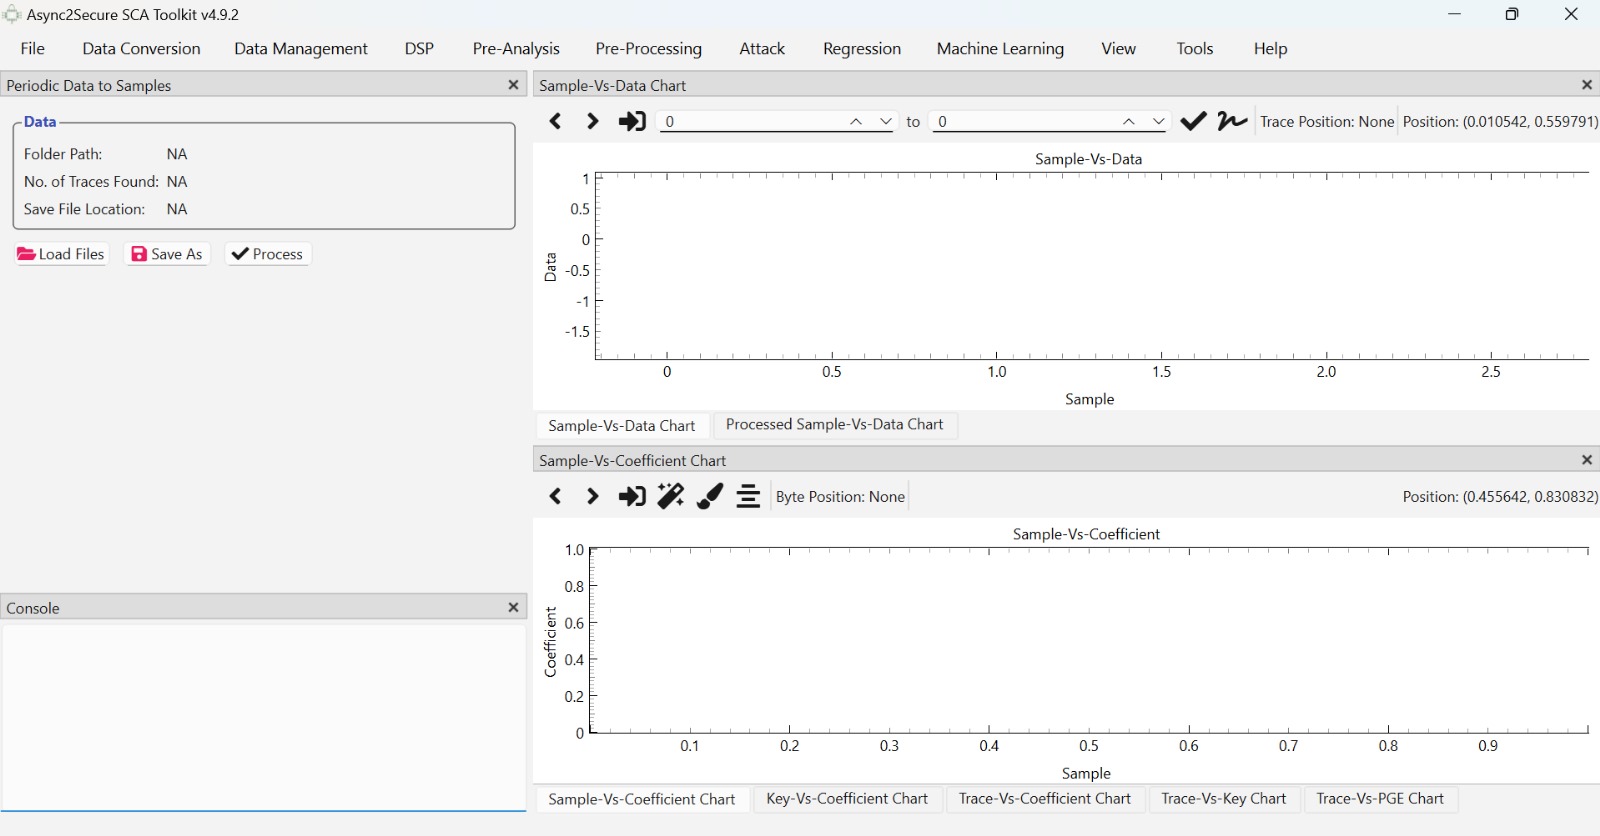 Async2Secure SCA Toolkit v4.9.2
File Data Conversion Data Management DSP Pre-Analysis Pre-Processing Attack Regression Machine Learning View Tools Help
Periodic Data to Samples
Data
Folder Path: NA
No. of Traces Found: NA
Save File Location: NA
Load Files Save As Process
Console
Sample-Vs-Data Chart
0 to 0 Trace Position: None Position: (0.010542, 0.559791)
Sample-Vs-Data
1
0.5
0
-0.5
-1
-1.5
Data
0 0.5 1.0 1.5 2.0 2.5
Sample
Sample-Vs-Data Chart Processed Sample-Vs-Data Chart
Sample-Vs-Coefficient Chart
Byte Position: None Position: (0.455642, 0.830832)
Sample-Vs-Coefficient
1.0
0.8
0.6
0.4
0.2
0
Coefficient
0.1 0.2 0.3 0.4 0.5 0.6 0.7 0.8 0.9
Sample
Sample-Vs-Coefficient Chart Key-Vs-Coefficient Chart Trace-Vs-Coefficient Chart Trace-Vs-Key Chart Trace-Vs-PGE Chart